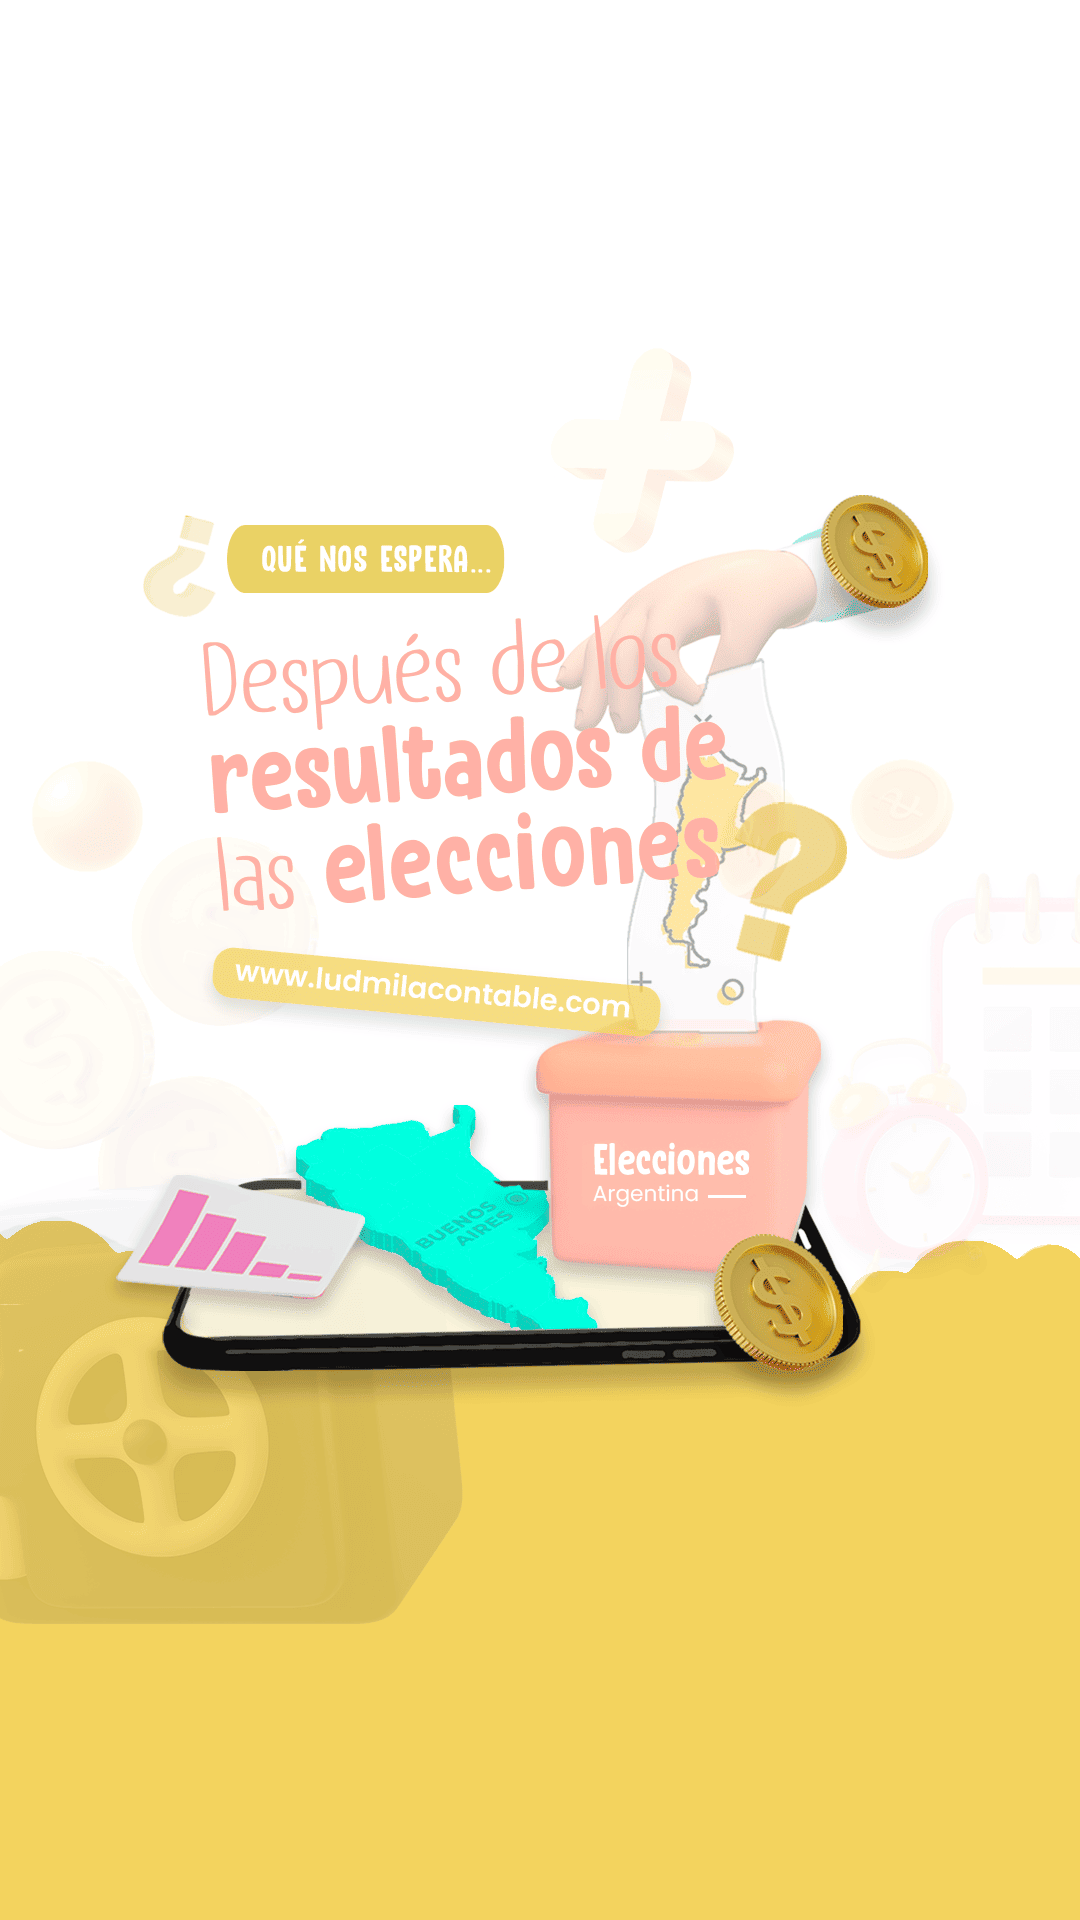 ¿
QUÉ NOS ESPERA...
Después de los
resultados de
las elecciones
?
www.ludmilacontable.com
Elecciones
Argentina
BUENOS
AIRES